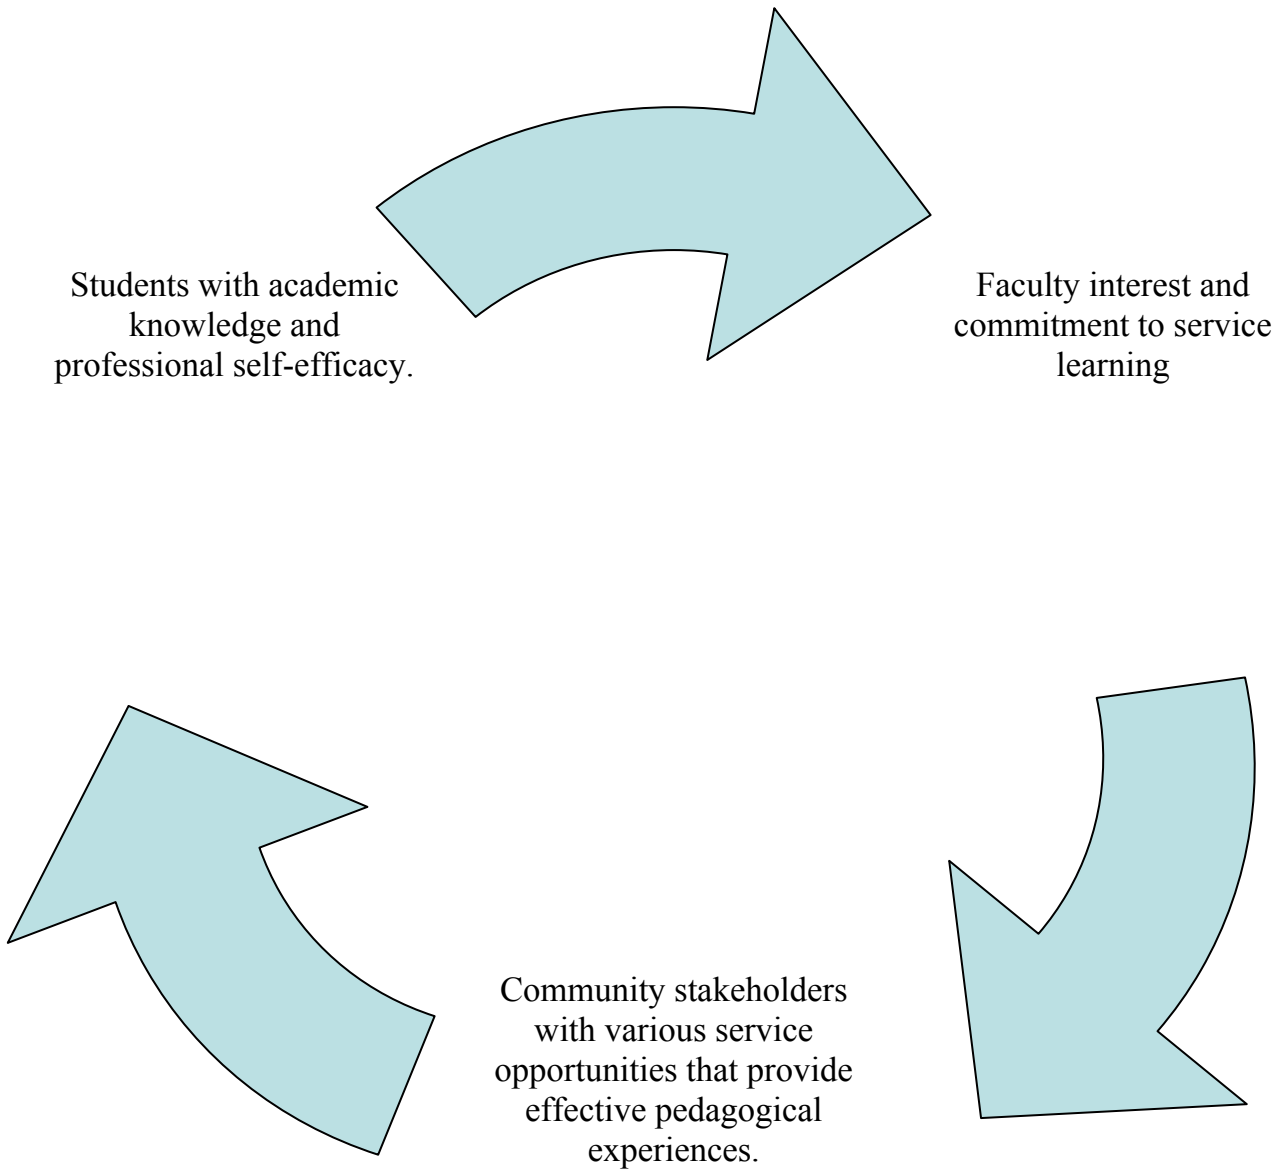 Students with academic
knowledge and
professional self-efficacy.
Faculty interest and
commitment to service
learning
Community stakeholders
with various service
opportunities that provide
effective pedagogical
experiences.